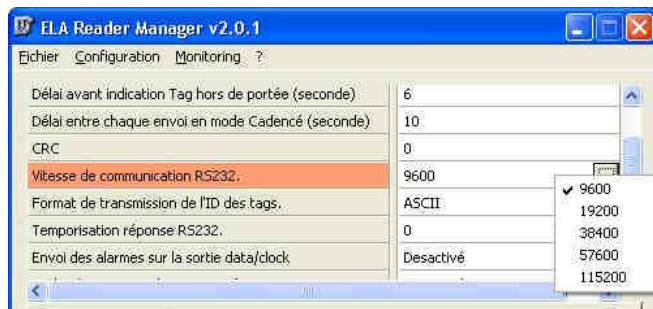 ELA Reader Manager v2.0.1
Fichier Configuration Monitoring ?
Délai avant indication Tag hors de portée (seconde) 6
Délai entre chaque envoi en mode Cadencé (seconde) 10
CRC 0
Vitesse de communication RS232. 9600
Format de transmission de l'ID des tags. ASCII
Temporisation réponse RS232. 0
Envoi des alarmes sur la sortie data/clock Desactivé
9600
19200
38400
57600
115200